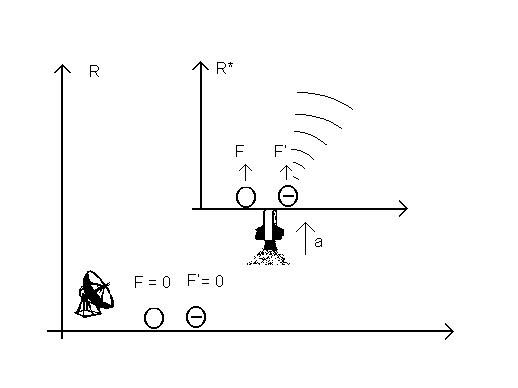 R
R*
F F'
a
F = 0 F' = 0